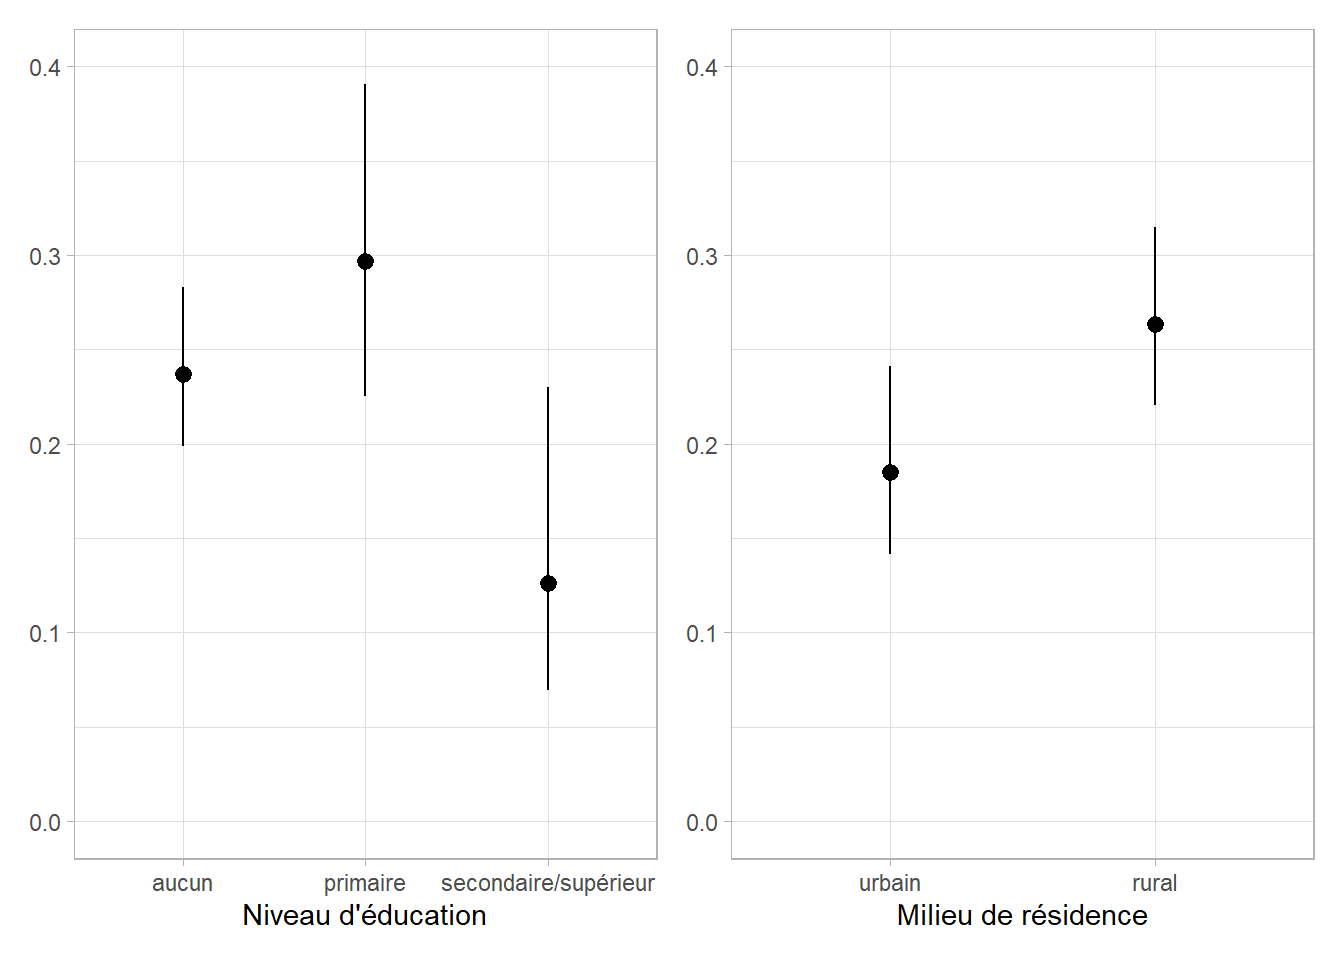 0.4
0.3
0.2
0.1
0.0
aucun primaire secondaire/supérieur
Niveau d'éducation
0.4
0.3
0.2
0.1
0.0
urbain rural
Milieu de résidence